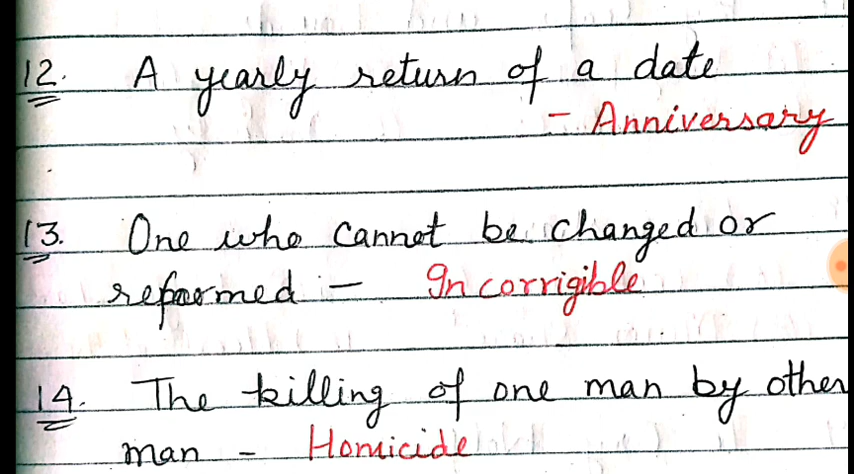 12. A yearly return of a date
- Anniversary
13. One who cannot be changed or
reformed - Incorrigible
14. The killing of one man by other
man - Homicide